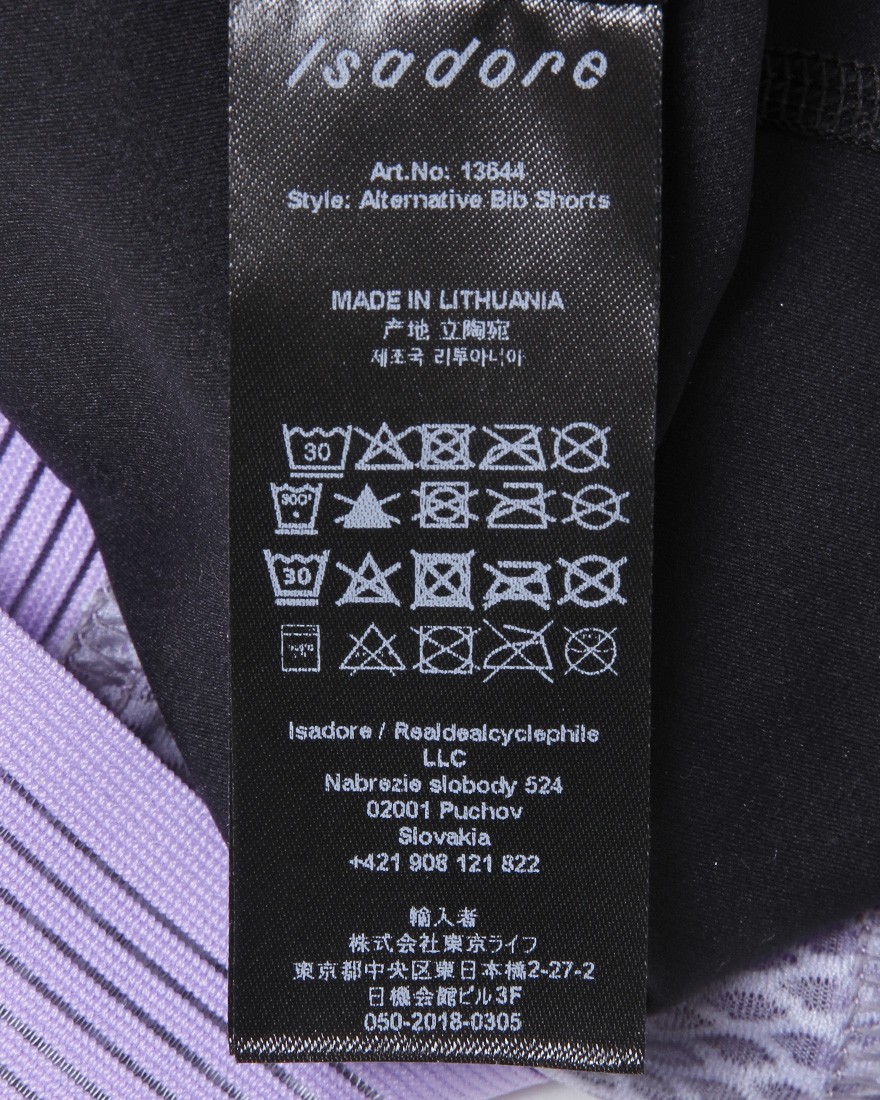 Isadore
Art.No: 13644
Style: Alternative Bib Shorts
MADE IN LITHUANIA
产地 立陶宛
제조국 리투아니아
30
300°
30
Isadore / Realdealcyclephile
LLC
Nabrezie slobody 524
02001 Puchov
Slovakia
+421 908 121 822
輸入者
株式会社東京ライフ
東京都中央区東日本橋2-27-2
日機会館ビル3F
050-2018-0305